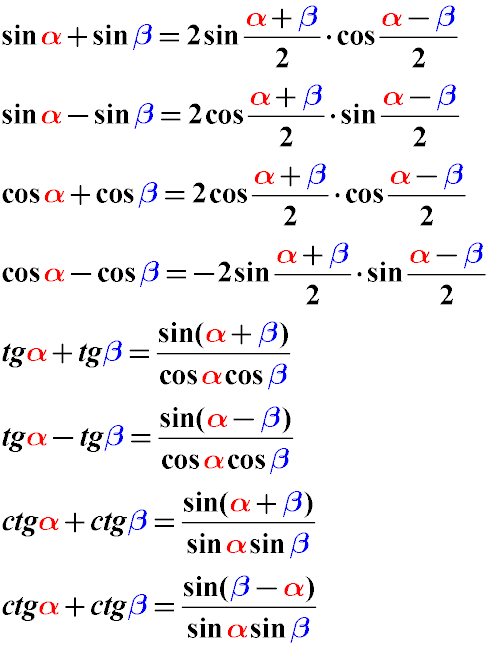 sin α + sin β = 2 sin (α + β)/2 · cos (α − β)/2
sin α − sin β = 2 cos (α + β)/2 · sin (α − β)/2
cos α + cos β = 2 cos (α + β)/2 · cos (α − β)/2
cos α − cos β = −2 sin (α + β)/2 · sin (α − β)/2
tgα + tgβ = sin(α + β)/cos α cos β
tgα − tgβ = sin(α − β)/cos α cos β
ctgα + ctgβ = sin(α + β)/sin α sin β
ctgα + ctgβ = sin(β − α)/sin α sin β